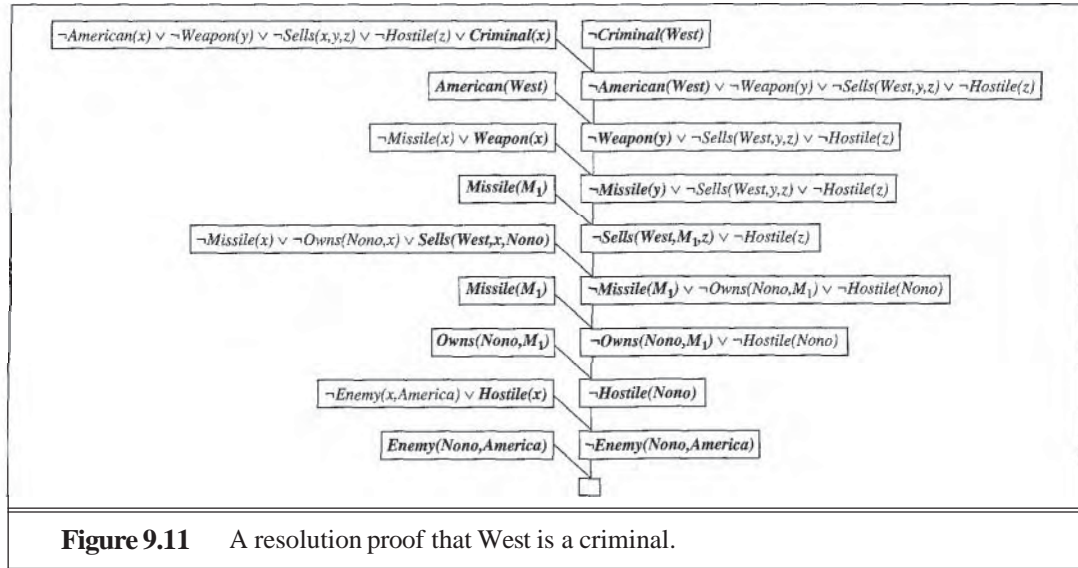 ¬American(x) ∨ ¬Weapon(y) ∨ ¬Sells(x,y,z) ∨ ¬Hostile(z) ∨ Criminal(x) ¬Criminal(West)
American(West) ¬American(West) ∨ ¬Weapon(y) ∨ ¬Sells(West,y,z) ∨ ¬Hostile(z)
¬Missile(x) ∨ Weapon(x) ¬Weapon(y) ∨ ¬Sells(West,y,z) ∨ ¬Hostile(z)
Missile(M₁) ¬Missile(y) ∨ ¬Sells(West,y,z) ∨ ¬Hostile(z)
¬Missile(x) ∨ ¬Owns(Nono,x) ∨ Sells(West,x,Nono) ¬Sells(West,M₁,z) ∨ ¬Hostile(z)
Missile(M₁) ¬Missile(M₁) ∨ ¬Owns(Nono,M₁) ∨ ¬Hostile(Nono)
Owns(Nono,M₁) ¬Owns(Nono,M₁) ∨ ¬Hostile(Nono)
¬Enemy(x,America) ∨ Hostile(x) ¬Hostile(Nono)
Enemy(Nono,America) ¬Enemy(Nono,America)
Figure 9.11 A resolution proof that West is a criminal.